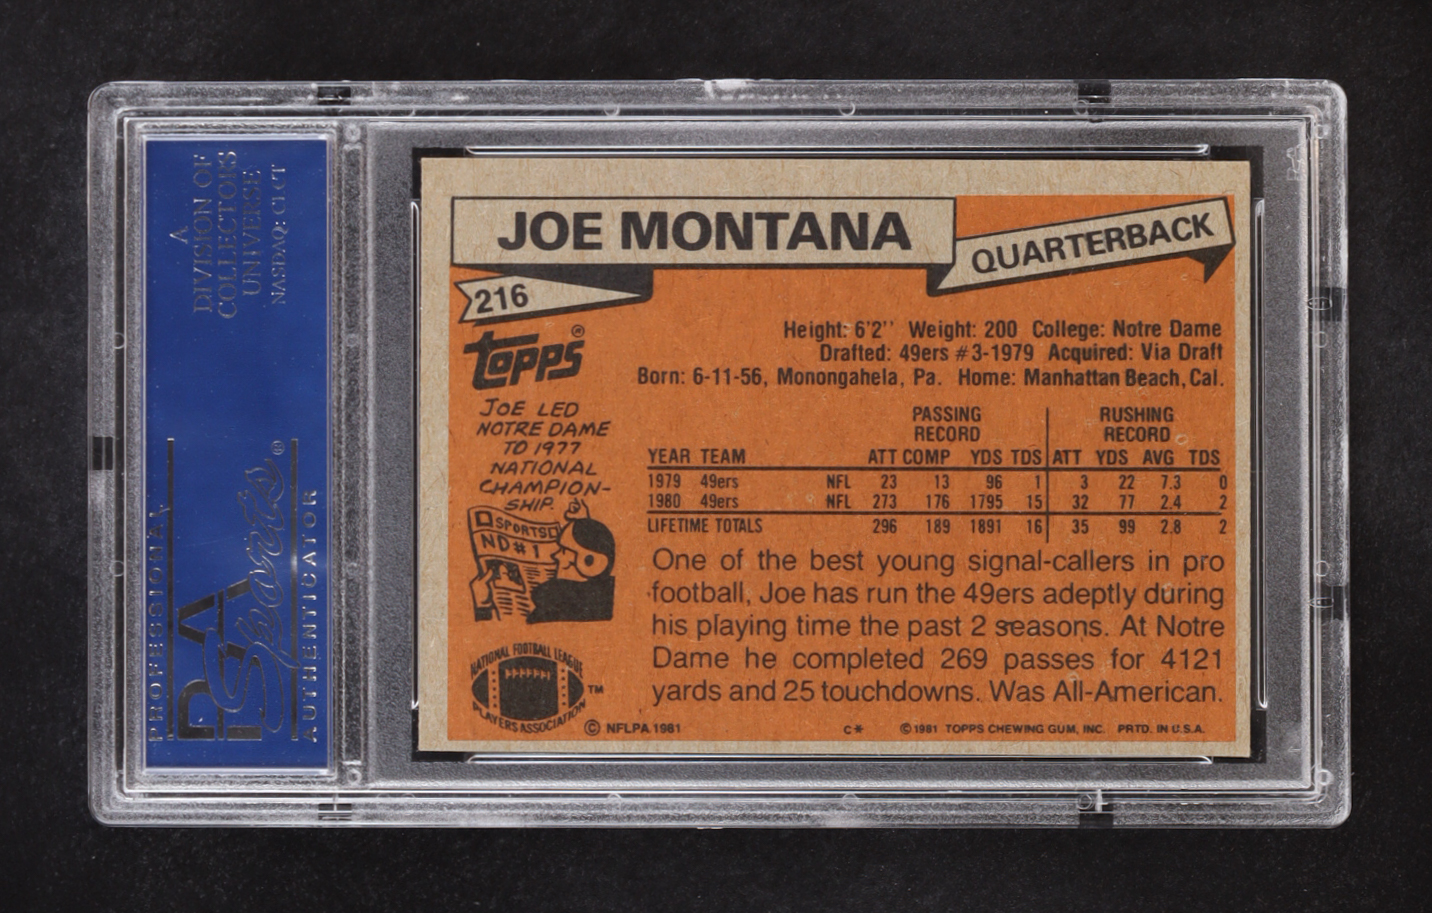 A
DIVISION OF
COLLECTORS
UNIVERSE
NASDAQ: CLCT
PROFESSIONAL
PSA
Sports®
AUTHENTICATOR
JOE MONTANA
QUARTERBACK
216
topps®
Height: 6'2'' Weight: 200 College: Notre Dame
Drafted: 49ers #3-1979 Acquired: Via Draft
Born: 6-11-56, Monongahela, Pa. Home: Manhattan Beach, Cal.
JOE LED
NOTRE DAME
TO 1977
NATIONAL
CHAMPION-
SHIP.
SPORTS
ND#1
PASSING RUSHING
RECORD RECORD
YEAR TEAM ATT COMP YDS TDS ATT YDS AVG TDS
1979 49ers NFL 23 13 96 1 3 22 7.3 0
1980 49ers NFL 273 176 1795 15 32 77 2.4 2
LIFETIME TOTALS 296 189 1891 16 35 99 2.8 2
One of the best young signal-callers in pro
football, Joe has run the 49ers adeptly during
his playing time the past 2 seasons. At Notre
Dame he completed 269 passes for 4121
yards and 25 touchdowns. Was All-American.
NATIONAL FOOTBALL LEAGUE
PLAYERS ASSOCIATION
™
© NFLPA 1981
C*
© 1981 TOPPS CHEWING GUM, INC. PRTD. IN U.S.A.